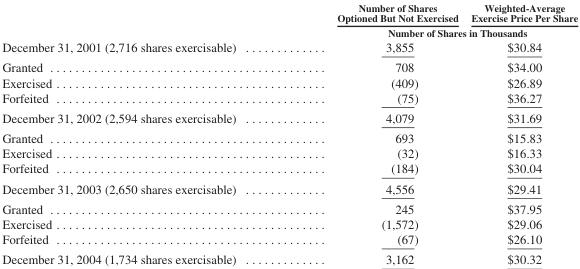 Number of Shares Weighted-Average
Optioned But Not Exercised Exercise Price Per Share
Number of Shares in Thousands
December 31, 2001 (2,716 shares exercisable) ............. 3,855 $30.84
Granted ............................................ 708 $34.00
Exercised ........................................... (409) $26.89
Forfeited ........................................... (75) $36.27
December 31, 2002 (2,594 shares exercisable) ............. 4,079 $31.69
Granted ............................................ 693 $15.83
Exercised ........................................... (32) $16.33
Forfeited ........................................... (184) $30.04
December 31, 2003 (2,650 shares exercisable) ............. 4,556 $29.41
Granted ............................................ 245 $37.95
Exercised ........................................... (1,572) $29.06
Forfeited ........................................... (67) $26.10
December 31, 2004 (1,734 shares exercisable) ............. 3,162 $30.32